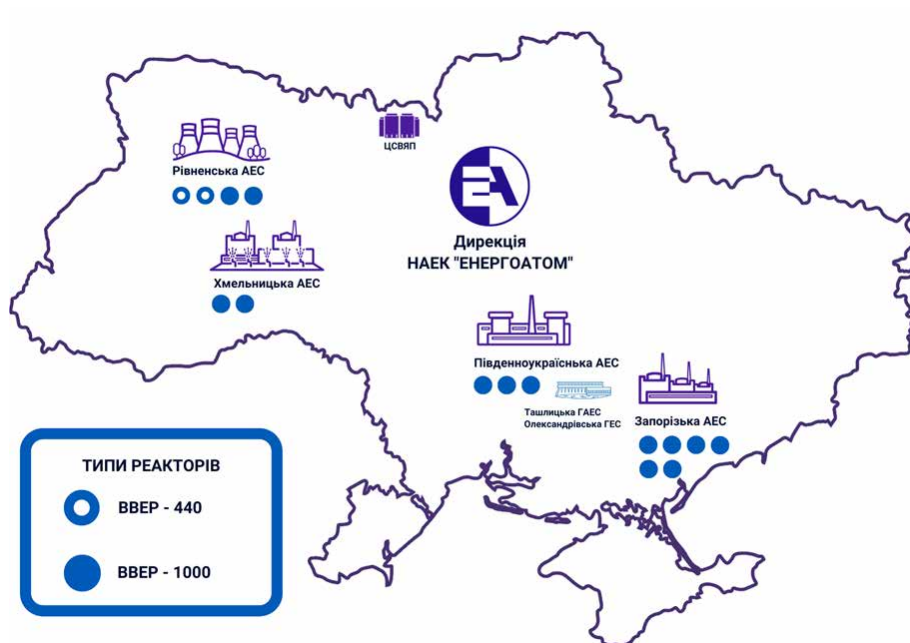 ЦСВЯП
Рівненська АЕС
ЕА
Дирекція
НАЕК "ЕНЕРГОАТОМ"
Хмельницька АЕС
Південноукраїнська АЕС
Ташлицька ГАЕС
Олександрівська ГЕС
Запорізька АЕС
ТИПИ РЕАКТОРІВ
ВВЕР - 440
ВВЕР - 1000